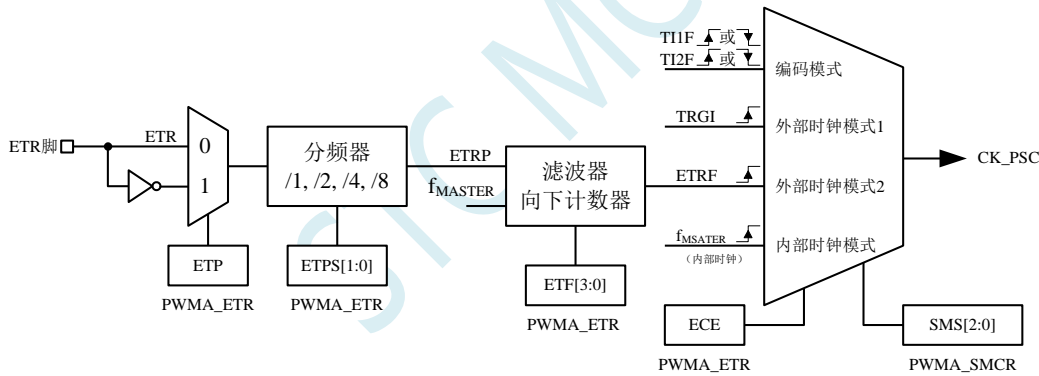 TI1F 或
TI2F 或
编码模式
TRGI
外部时钟模式1
ETR脚
ETR
0
1
分频器
/1, /2, /4, /8
ETRP
fMASTER
滤波器
向下计数器
ETRF
外部时钟模式2
CK_PSC
fMSATER
(内部时钟)
内部时钟模式
ETP
PWMA_ETR
ETPS[1:0]
PWMA_ETR
ETF[3:0]
PWMA_ETR
ECE
PWMA_ETR
SMS[2:0]
PWMA_SMCR
STCMC